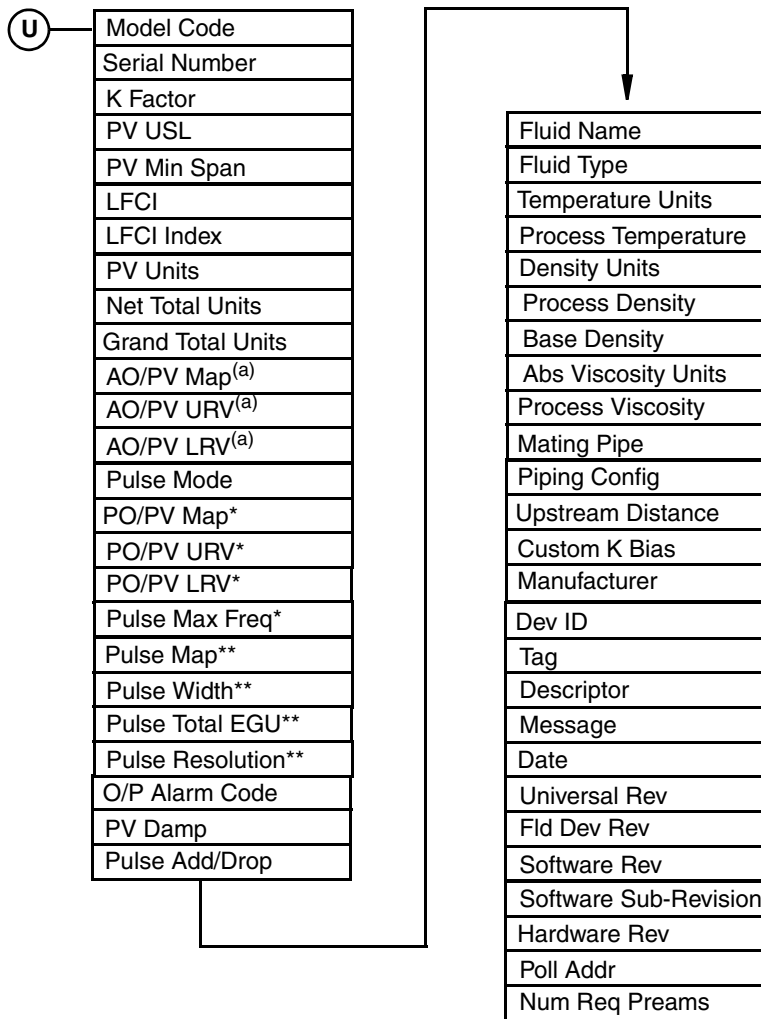 U
Model Code
Serial Number
K Factor
PV USL
PV Min Span
LFCI
LFCI Index
PV Units
Net Total Units
Grand Total Units
AO/PV Map(a)
AO/PV URV(a)
AO/PV LRV(a)
Pulse Mode
PO/PV Map*
PO/PV URV*
PO/PV LRV*
Pulse Max Freq*
Pulse Map**
Pulse Width**
Pulse Total EGU**
Pulse Resolution**
O/P Alarm Code
PV Damp
Pulse Add/Drop
Fluid Name
Fluid Type
Temperature Units
Process Temperature
Density Units
Process Density
Base Density
Abs Viscosity Units
Process Viscosity
Mating Pipe
Piping Config
Upstream Distance
Custom K Bias
Manufacturer
Dev ID
Tag
Descriptor
Message
Date
Universal Rev
Fld Dev Rev
Software Rev
Software Sub-Revision
Hardware Rev
Poll Addr
Num Req Preams